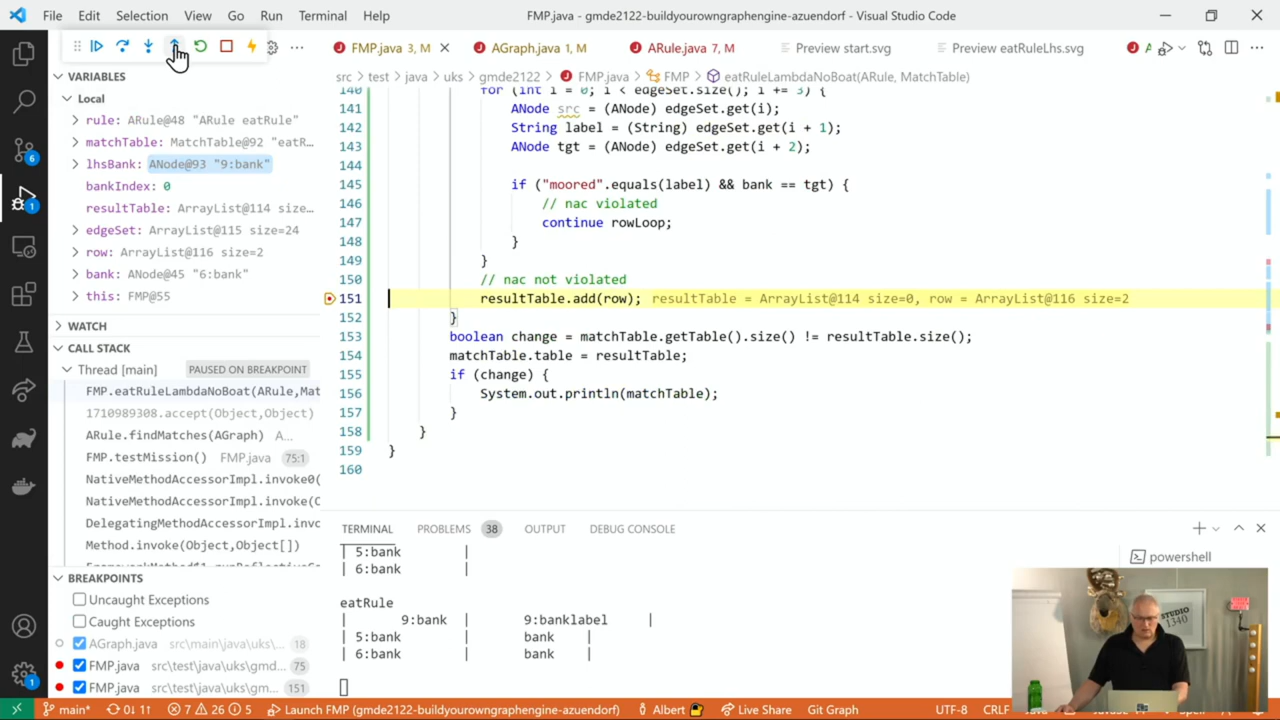 File Edit Selection View Go Run Terminal Help
FMP.java - gmde2122-buildyourowngraphengine-azuendorf - Visual Studio Code
FMP.java 3, M
AGraph.java 1, M
ARule.java 7, M
Preview start.svg
Preview eatRuleLhs.svg
src > test > java > uks > gmde2122 > FMP.java > FMP > eatRuleLambdaNoBoat(ARule, MatchTable)
VARIABLES
Local
rule: ARule@48 "ARule eatRule"
matchTable: MatchTable@92 "eatR...
lhsBank: ANode@93 "9:bank"
bankIndex: 0
resultTable: ArrayList@114 size...
edgeSet: ArrayList@115 size=24
row: ArrayList@116 size=2
bank: ANode@45 "6:bank"
this: FMP@55
WATCH
CALL STACK
Thread [main] PAUSED ON BREAKPOINT
FMP.eatRuleLambdaNoBoat(ARule,Mat
1710989308.accept(Object,Object)
ARule.findMatches(AGraph) A...
FMP.testMission() FMP.java 75:1
NativeMethodAccessorImpl.invoke0(
NativeMethodAccessorImpl.invoke(O
DelegatingMethodAccessorImpl.invo
Method.invoke(Object,Object[])
BREAKPOINTS
Uncaught Exceptions
Caught Exceptions
AGraph.java src\main\java\uks... 18
FMP.java src\test\java\uks\gmd... 75
FMP.java src\test\java\uks\gm... 151
140 for (int i = 0; i < edgeSet.size(); i += 3) {
141 ANode src = (ANode) edgeSet.get(i);
142 String label = (String) edgeSet.get(i + 1);
143 ANode tgt = (ANode) edgeSet.get(i + 2);
144
145 if ("moored".equals(label) && bank == tgt) {
146 // nac violated
147 continue rowLoop;
148 }
149 }
150 // nac not violated
151 resultTable.add(row); resultTable = ArrayList@114 size=0, row = ArrayList@116 size=2
152 }
153 boolean change = matchTable.getTable().size() != resultTable.size();
154 matchTable.table = resultTable;
155 if (change) {
156 System.out.println(matchTable);
157 }
158 }
159 }
160
TERMINAL PROBLEMS 38 OUTPUT DEBUG CONSOLE
powershell
| 5:bank |
| 6:bank |
eatRule
| 9:bank | 9:banklabel |
| 5:bank | bank |
| 6:bank | bank |
STUDIO
1340
6
1
1
main* 0↓ 1↑ 7 26 5 Launch FMP (gmde2122-buildyourowngraphengine-azuendorf) Albert Live Share Git Graph UTF-8 CRLF